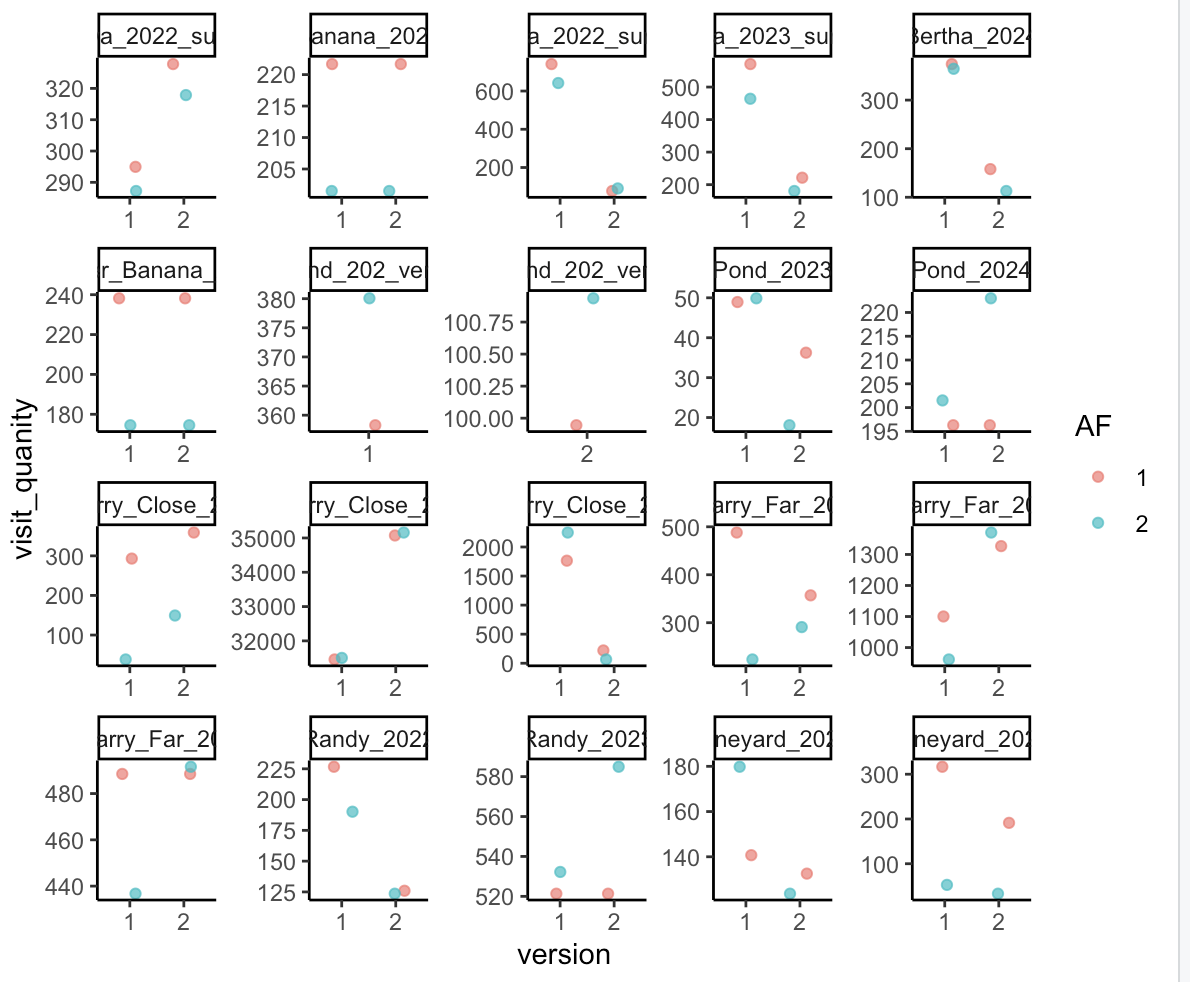 a_2022_su anana_202 a_2022_su a_2023_su Bertha_2024
320 310 300 290
220 215 210 205
600 400 200
500 400 300 200
300 200 100
1 2 1 2 1 2 1 2 1 2
r_Banana_ nd_202_ve nd_202_ve Pond_2023 Pond_2024
240 220 200 180
380 375 370 365 360
100.75 100.50 100.25 100.00
50 40 30 20
220 215 210 205 200 195
1 2 1 2 1 2 1 2
visit_quanity
AF
1
2
rry_Close_2 rry_Close_2 rry_Close_2 arry_Far_20 arry_Far_20
300 200 100
35000 34000 33000 32000
2000 1500 1000 500 0
500 400 300
1300 1200 1100 1000
1 2 1 2 1 2 1 2 1 2
arry_Far_20 Randy_2022 Randy_2023 neyard_202 neyard_202
480 460 440
225 200 175 150 125
580 560 540 520
180 160 140
300 200 100
1 2 1 2 1 2 1 2 1 2
version